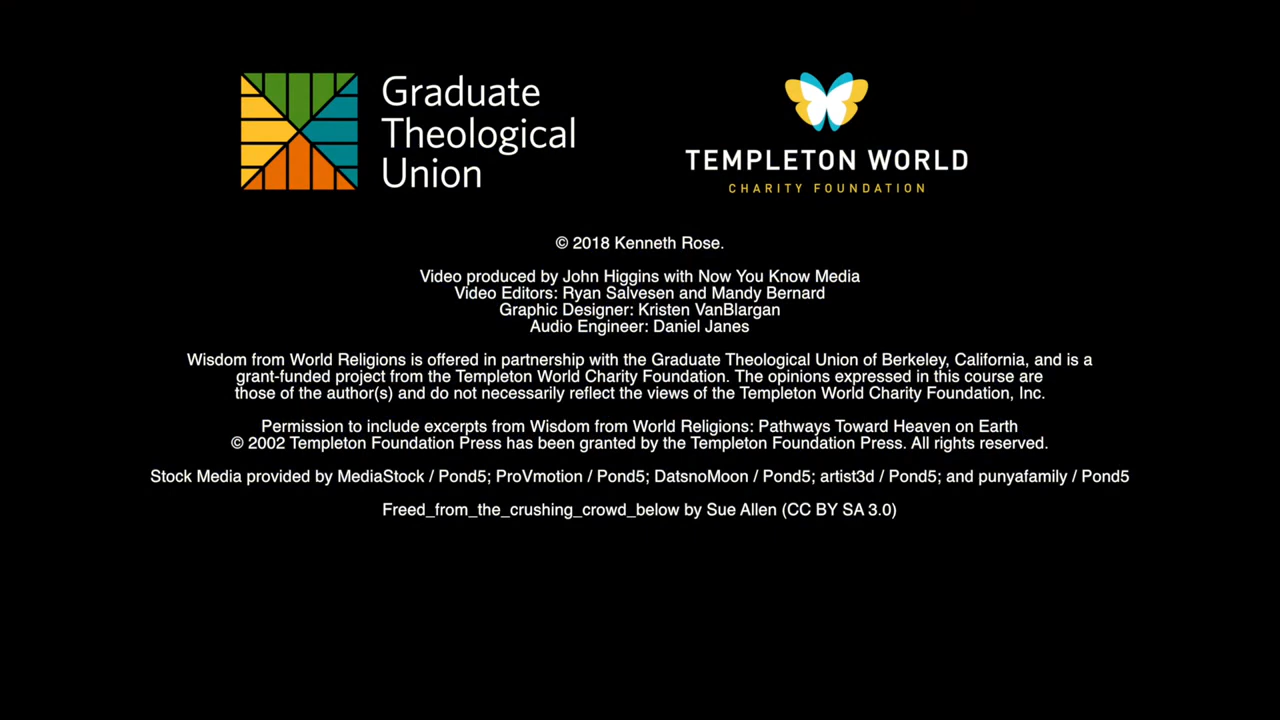 Graduate
Theological
Union
TEMPLETON WORLD
CHARITY FOUNDATION
© 2018 Kenneth Rose.
Video produced by John Higgins with Now You Know Media
Video Editors: Ryan Salvesen and Mandy Bernard
Graphic Designer: Kristen VanBlargan
Audio Engineer: Daniel Janes
Wisdom from World Religions is offered in partnership with the Graduate Theological Union of Berkeley, California, and is a
grant-funded project from the Templeton World Charity Foundation. The opinions expressed in this course are
those of the author(s) and do not necessarily reflect the views of the Templeton World Charity Foundation, Inc.
Permission to include excerpts from Wisdom from World Religions: Pathways Toward Heaven on Earth
© 2002 Templeton Foundation Press has been granted by the Templeton Foundation Press. All rights reserved.
Stock Media provided by MediaStock / Pond5; ProVmotion / Pond5; DatsnoMoon / Pond5; artist3d / Pond5; and punyafamily / Pond5
Freed_from_the_crushing_crowd_below by Sue Allen (CC BY SA 3.0)